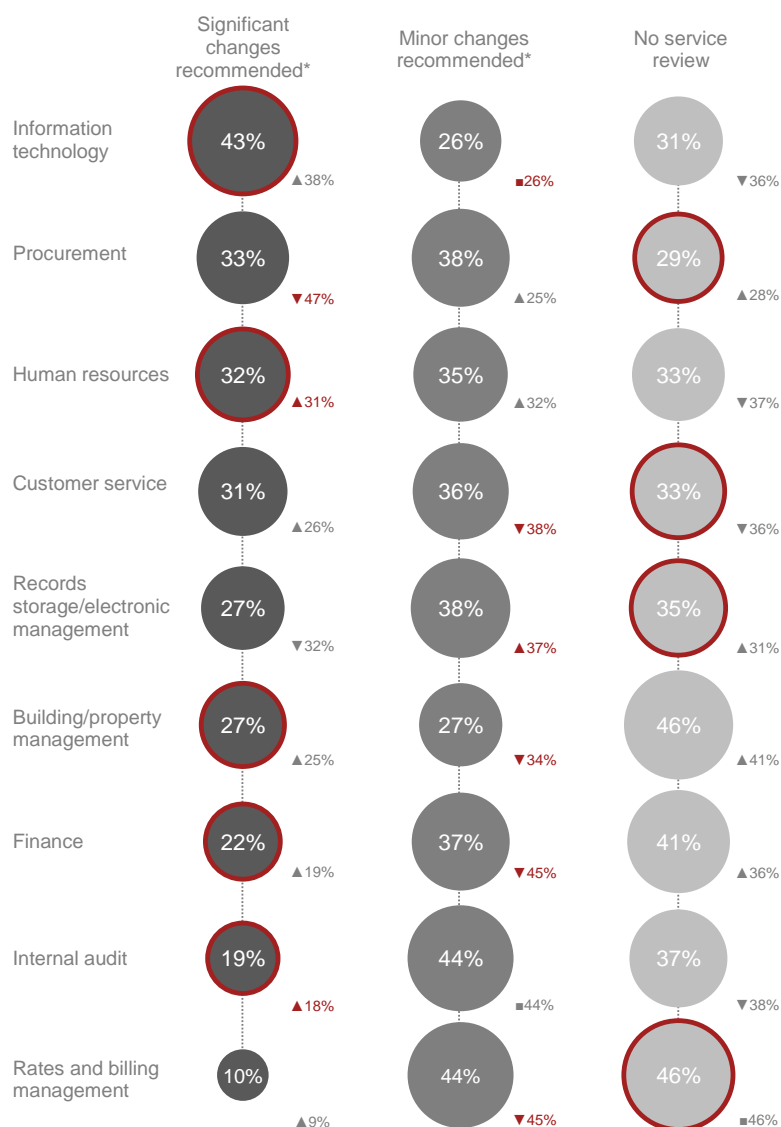 Significant
changes
recommended*
Minor changes
recommended*
No service
review
Information
technology
43%
▲38%
26%
■26%
31%
▼36%
Procurement
33%
▼47%
38%
▲25%
29%
▲28%
Human resources
32%
▲31%
35%
▲32%
33%
▼37%
Customer service
31%
▲26%
36%
▼38%
33%
▼36%
Records
storage/electronic
management
27%
▼32%
38%
▲37%
35%
▲31%
Building/property
management
27%
▲25%
27%
▼34%
46%
▲41%
Finance
22%
▲19%
37%
▼45%
41%
▲36%
Internal audit
19%
▲18%
44%
■44%
37%
▼38%
Rates and billing
management
10%
▲9%
44%
▼45%
46%
■46%